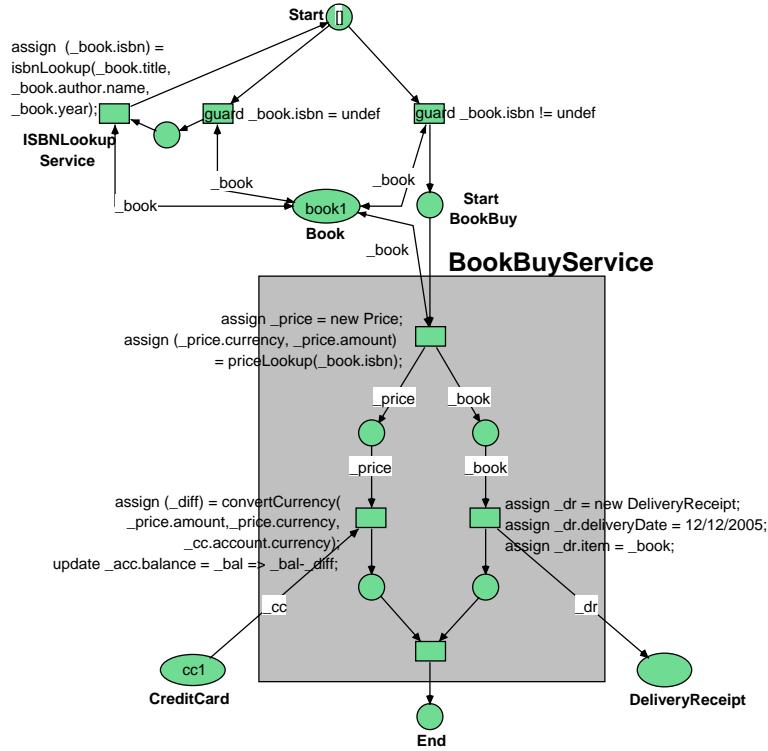 Start
[]
assign (_book.isbn) =
isbnLookup(_book.title,
_book.author.name,
_book.year);
guard _book.isbn = undef
guard _book.isbn != undef
ISBNLookup
Service
_book
_book
_book
book1
Book
Start
BookBuy
_book
BookBuyService
assign _price = new Price;
assign (_price.currency, _price.amount)
= priceLookup(_book.isbn);
_price
_book
_price
_book
assign (_diff) = convertCurrency(
_price.amount,_price.currency,
_cc.account.currency);
update _acc.balance = _bal => _bal-_diff;
assign _dr = new DeliveryReceipt;
assign _dr.deliveryDate = 12/12/2005;
assign _dr.item = _book;
_cc
_dr
cc1
CreditCard
DeliveryReceipt
End